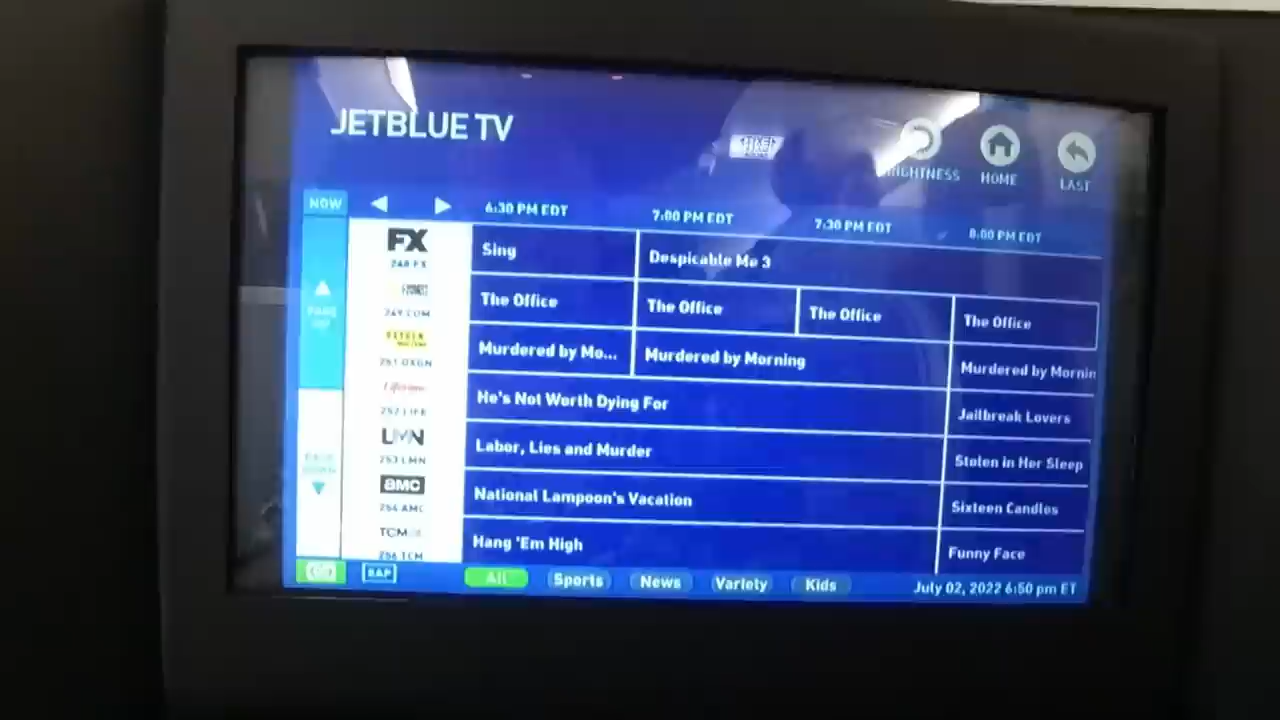 JETBLUE TV
HOME
LAST
NOW
6:30 PM EDT
7:00 PM EDT
7:30 PM EDT
8:00 PM EDT
FX
248 FX
Sing
Despicable Me 3
249 COM
The Office
The Office
The Office
The Office
251 OXGN
Murdered by Mo...
Murdered by Morning
Murdered by Mornin
Lifetime
252 LIFE
He's Not Worth Dying For
Jailbreak Lovers
LMN
253 LMN
Labor, Lies and Murder
Stolen in Her Sleep
aMC
254 AMC
National Lampoon's Vacation
Sixteen Candles
TCM
256 TCM
Hang 'Em High
Funny Face
SAP
All
Sports
News
Variety
Kids
July 02, 2022 6:50 pm ET